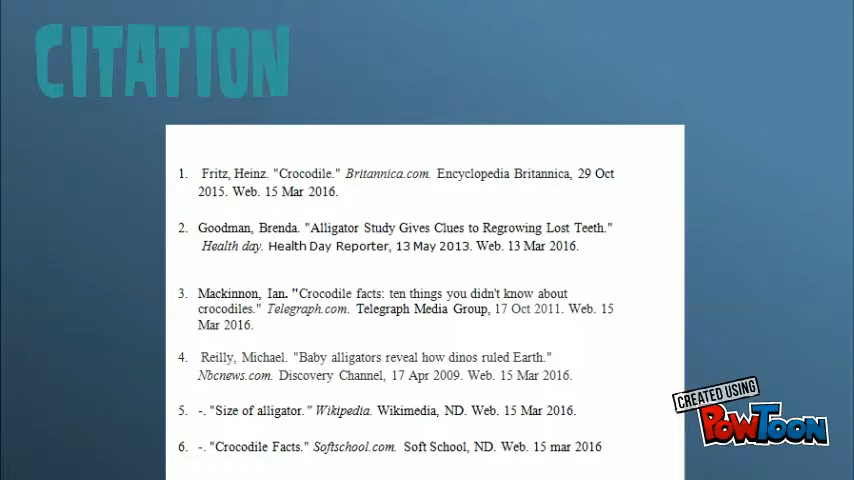 CITATION
1. Fritz, Heinz. "Crocodile." Britannica.com. Encyclopedia Britannica, 29 Oct
2015. Web. 15 Mar 2016.
2. Goodman, Brenda. "Alligator Study Gives Clues to Regrowing Lost Teeth."
Health day. Health Day Reporter, 13 May 2013. Web. 13 Mar 2016.
3. Mackinnon, Ian. "Crocodile facts: ten things you didn't know about
crocodiles." Telegraph.com. Telegraph Media Group, 17 Oct 2011. Web. 15
Mar 2016.
4. Reilly, Michael. "Baby alligators reveal how dinos ruled Earth."
Nbcnews.com. Discovery Channel, 17 Apr 2009. Web. 15 Mar 2016.
5. -. "Size of alligator." Wikipedia. Wikimedia, ND. Web. 15 Mar 2016.
6. -. "Crocodile Facts." Softschool.com. Soft School, ND. Web. 15 mar 2016
CREATED USING
POWTOON